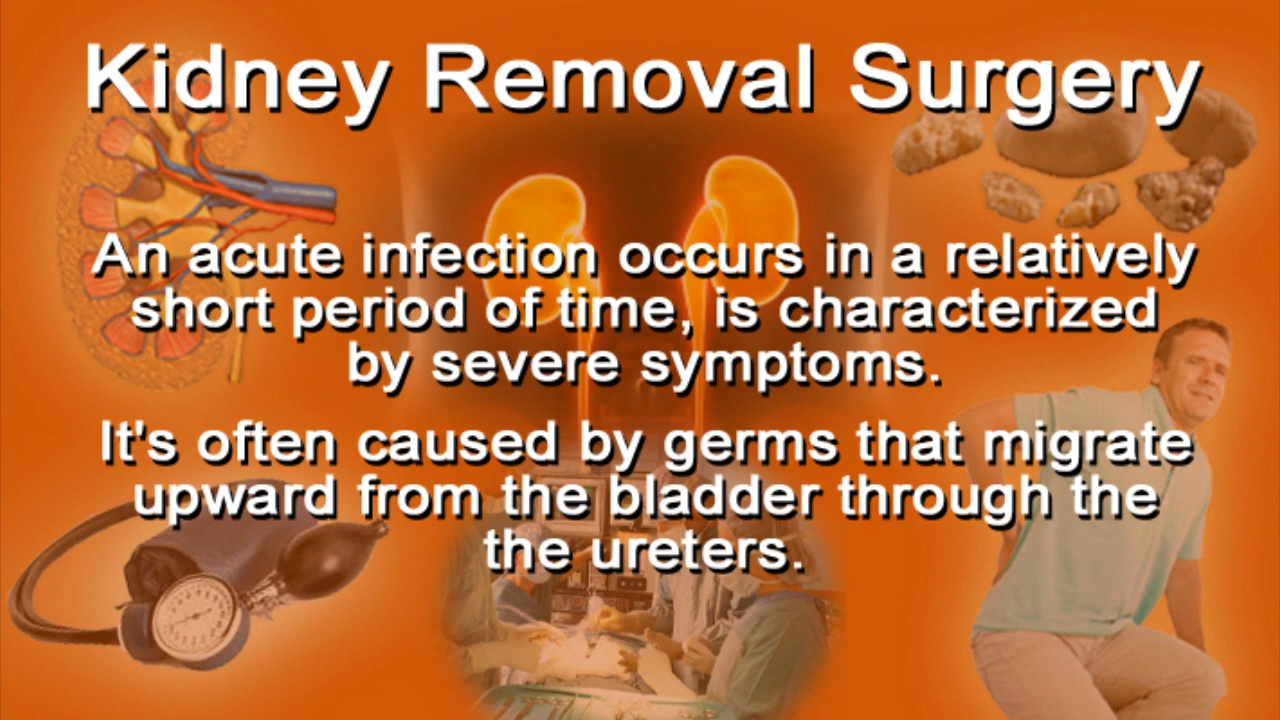 Kidney Removal Surgery
An acute infection occurs in a relatively
short period of time, is characterized
by severe symptoms.
It's often caused by germs that migrate
upward from the bladder through the
the ureters.